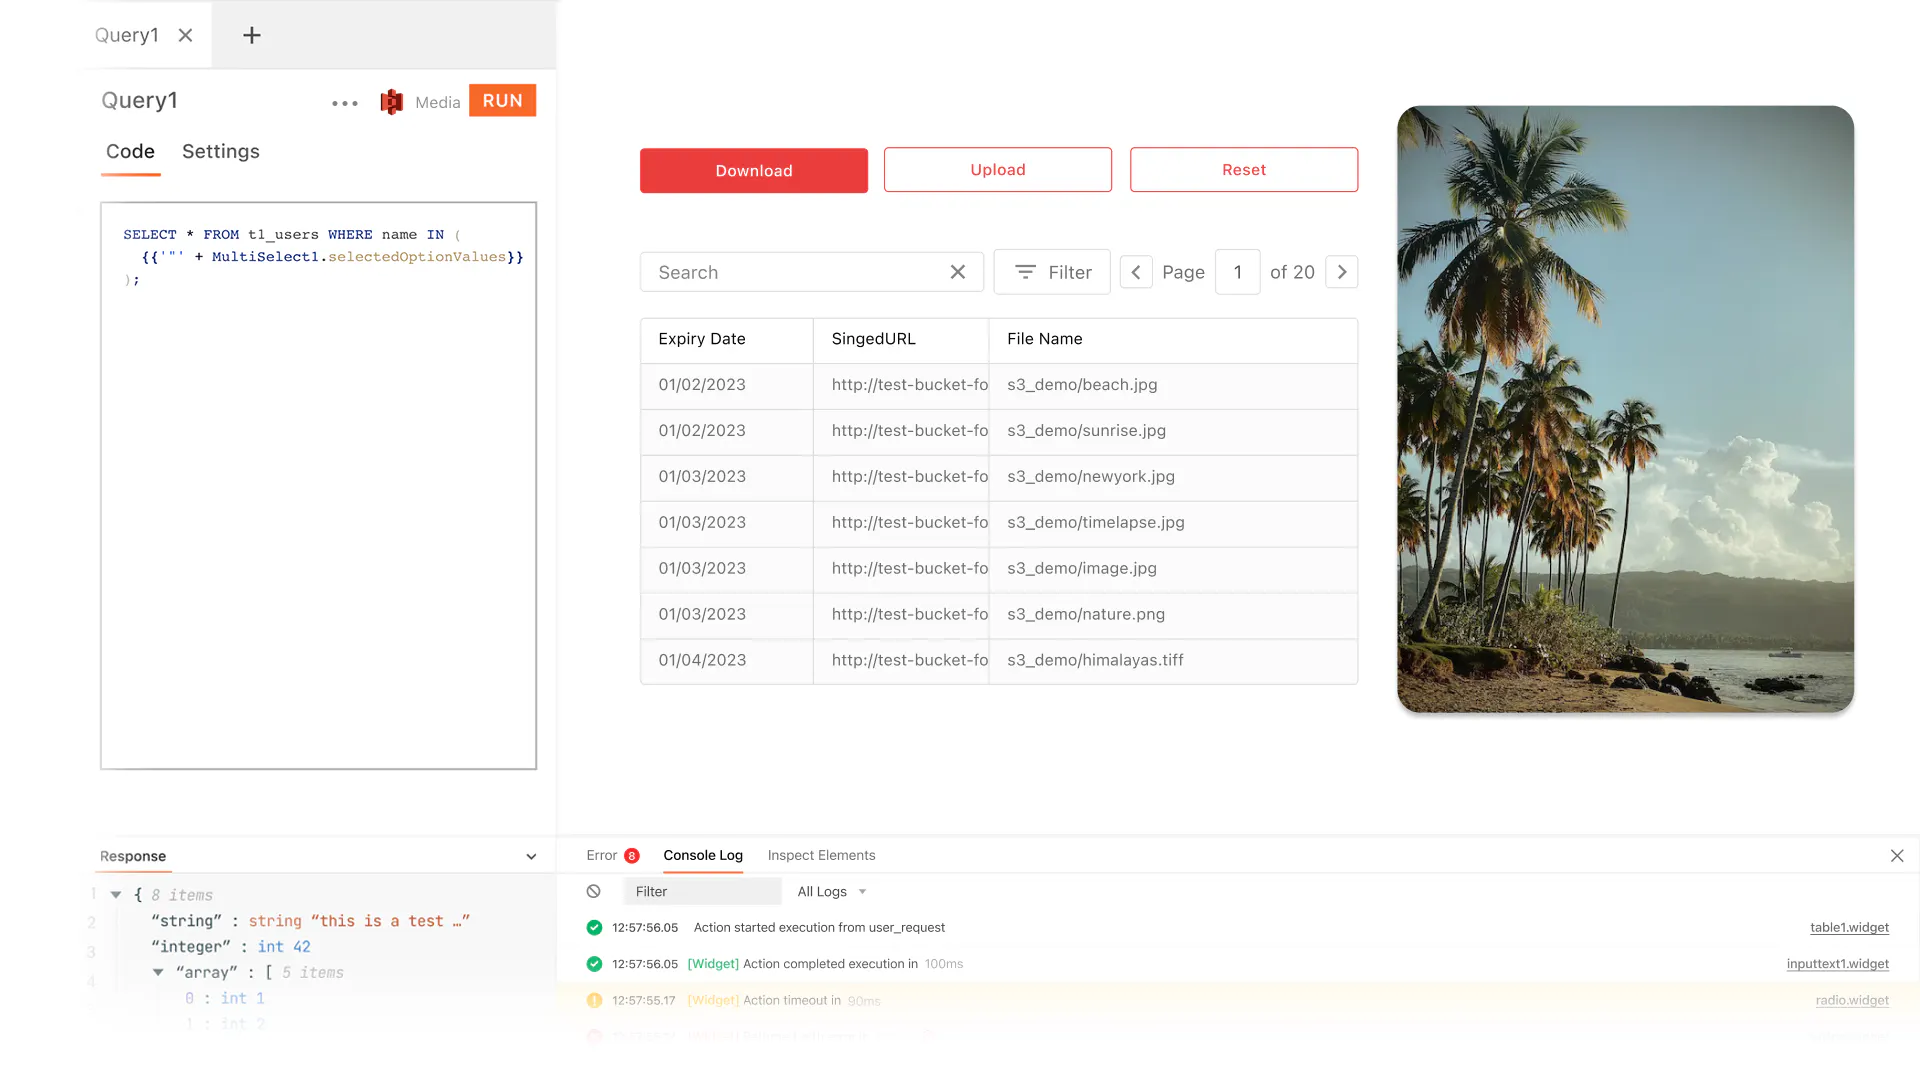 Query1
Query1
Media
RUN
Code Settings
SELECT * FROM t1_users WHERE name IN (
{{'"' + MultiSelect1.selectedOptionValues}}
);
Download Upload Reset
Search Filter Page 1 of 20
Expiry Date SingedURL File Name
01/02/2023 http://test-bucket-fo s3_demo/beach.jpg
01/02/2023 http://test-bucket-fo s3_demo/sunrise.jpg
01/03/2023 http://test-bucket-fo s3_demo/newyork.jpg
01/03/2023 http://test-bucket-fo s3_demo/timelapse.jpg
01/03/2023 http://test-bucket-fo s3_demo/image.jpg
01/03/2023 http://test-bucket-fo s3_demo/nature.png
01/04/2023 http://test-bucket-fo s3_demo/himalayas.tiff
Response
1 { 8 items
2 “string” : string “this is a test …”
3 “integer” : int 42
4 “array” : [ 5 items
0 : int 1
1 : int 2
Error 8 Console Log Inspect Elements
Filter All Logs
12:57:56.05 Action started execution from user_request table1.widget
12:57:56.05 [Widget] Action completed execution in 100ms inputtext1.widget
12:57:55.17 [Widget] Action timeout in 90ms radio.widget